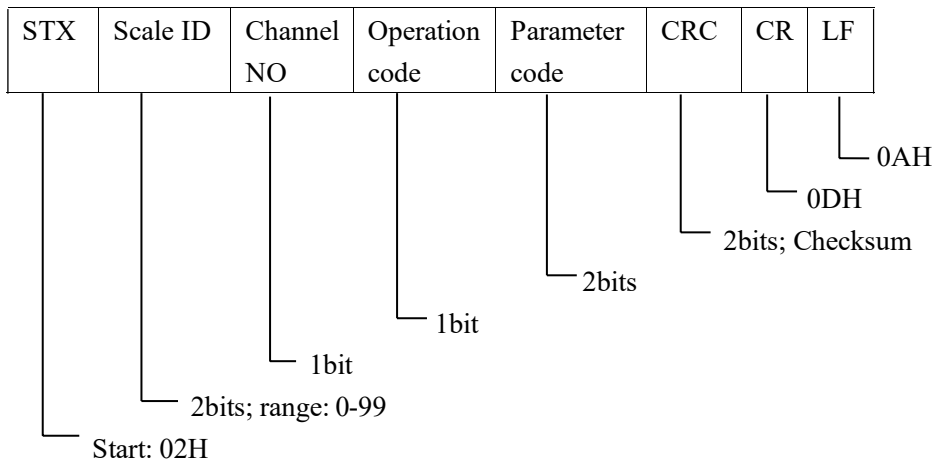 STX Scale ID Channel NO Operation code Parameter code CRC CR LF
0AH
0DH
2bits; Checksum
2bits
1bit
1bit
2bits; range: 0-99
Start: 02H